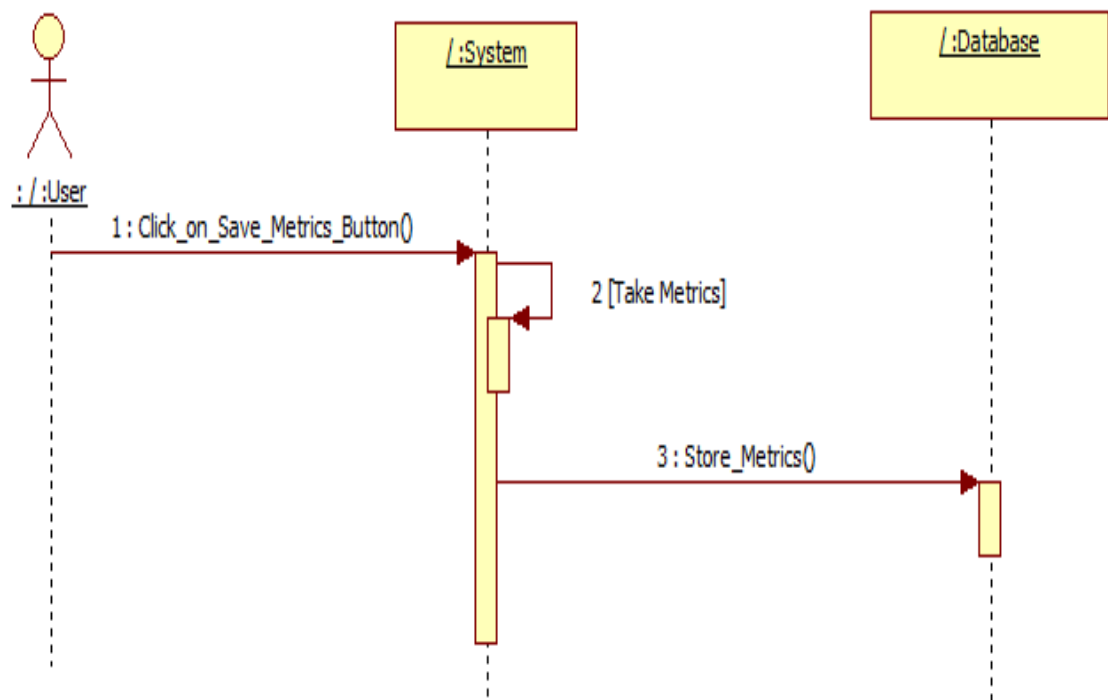 / :System
/ :Database
: / :User
1 : Click_on_Save_Metrics_Button()
2 [Take Metrics]
3 : Store_Metrics()